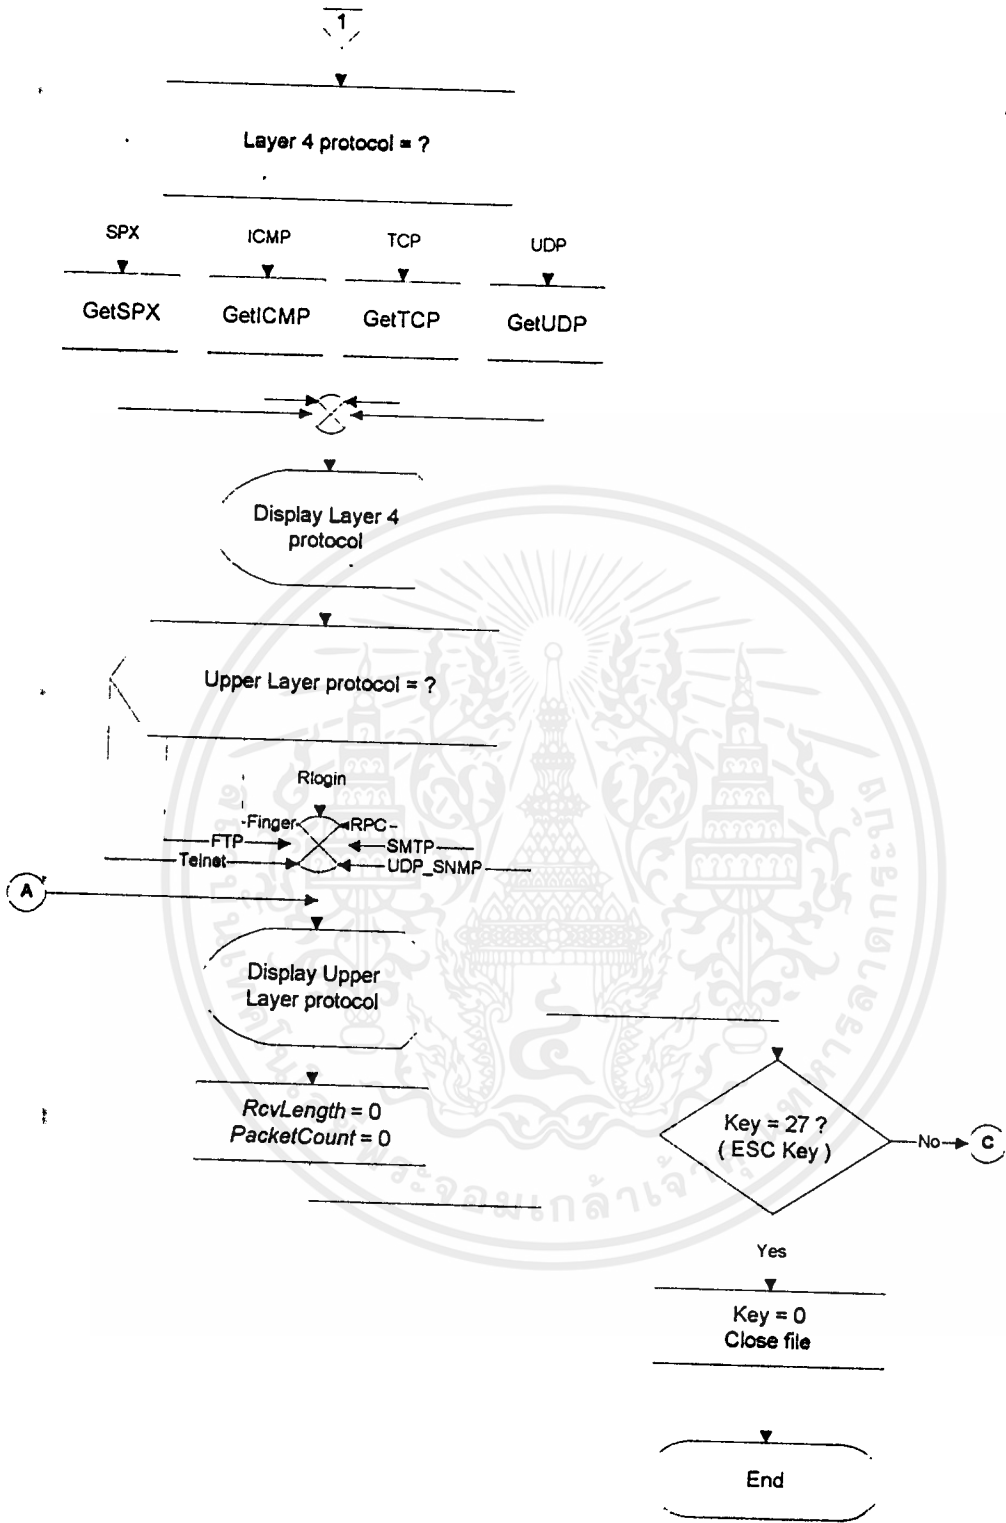 1
Layer 4 protocol = ?
SPX
ICMP
TCP
UDP
GetSPX
GetICMP
GetTCP
GetUDP
Display Layer 4
protocol
Upper Layer protocol = ?
Rlogin
Finger
RPC
FTP
SMTP
Telnet
UDP_SNMP
A
Display Upper
Layer protocol
RcvLength = 0
PacketCount = 0
Key = 27 ?
( ESC Key )
No
C
Yes
Key = 0
Close file
End